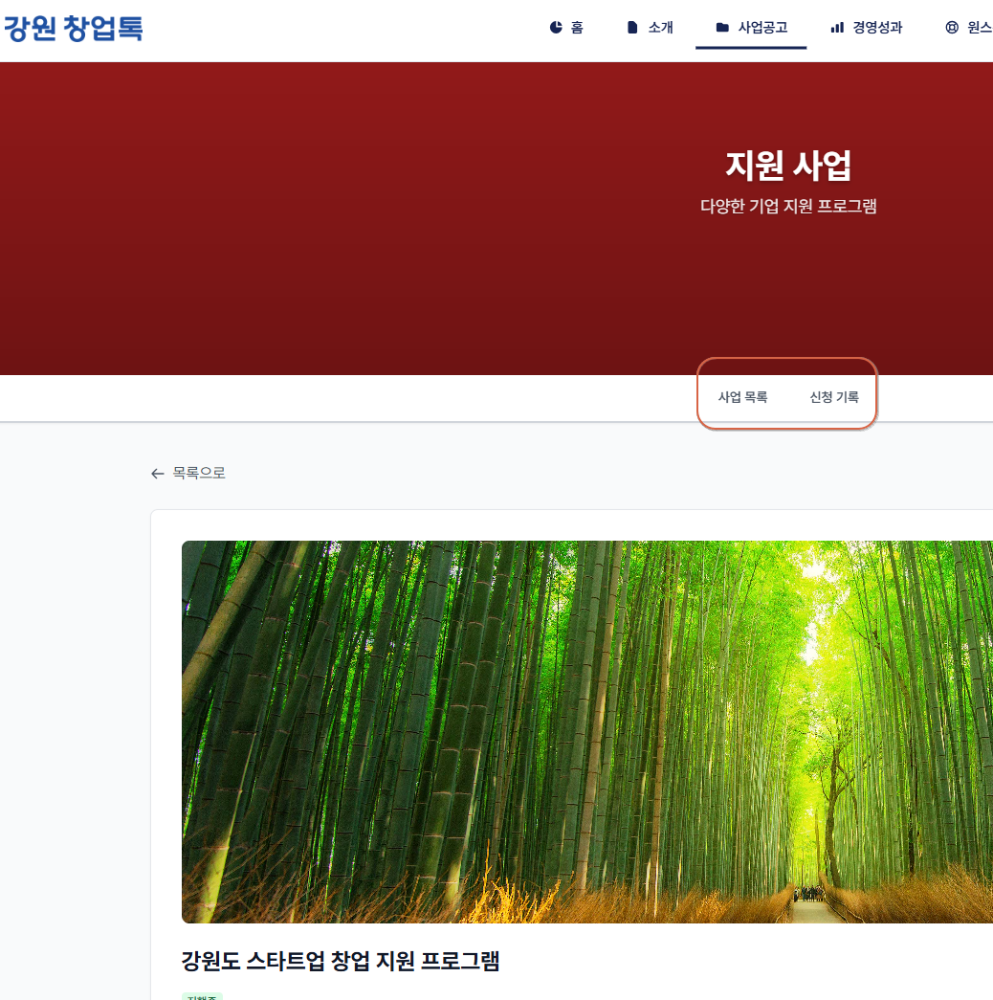 강원 창업톡
홈
소개
사업공고
경영성과
원스
지원 사업
다양한 기업 지원 프로그램
사업 목록
신청 기록
← 목록으로
강원도 스타트업 창업 지원 프로그램